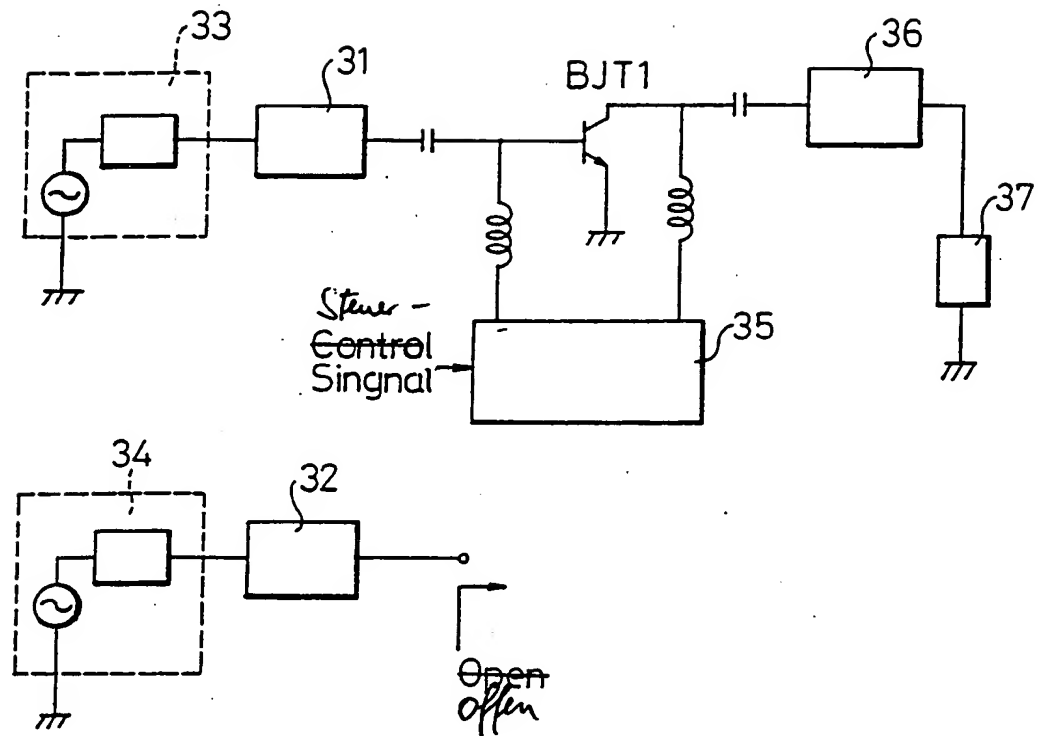 33
31
BJT1
36
37
Steuer-
Control
Singnal
35
34
32
Open
offen